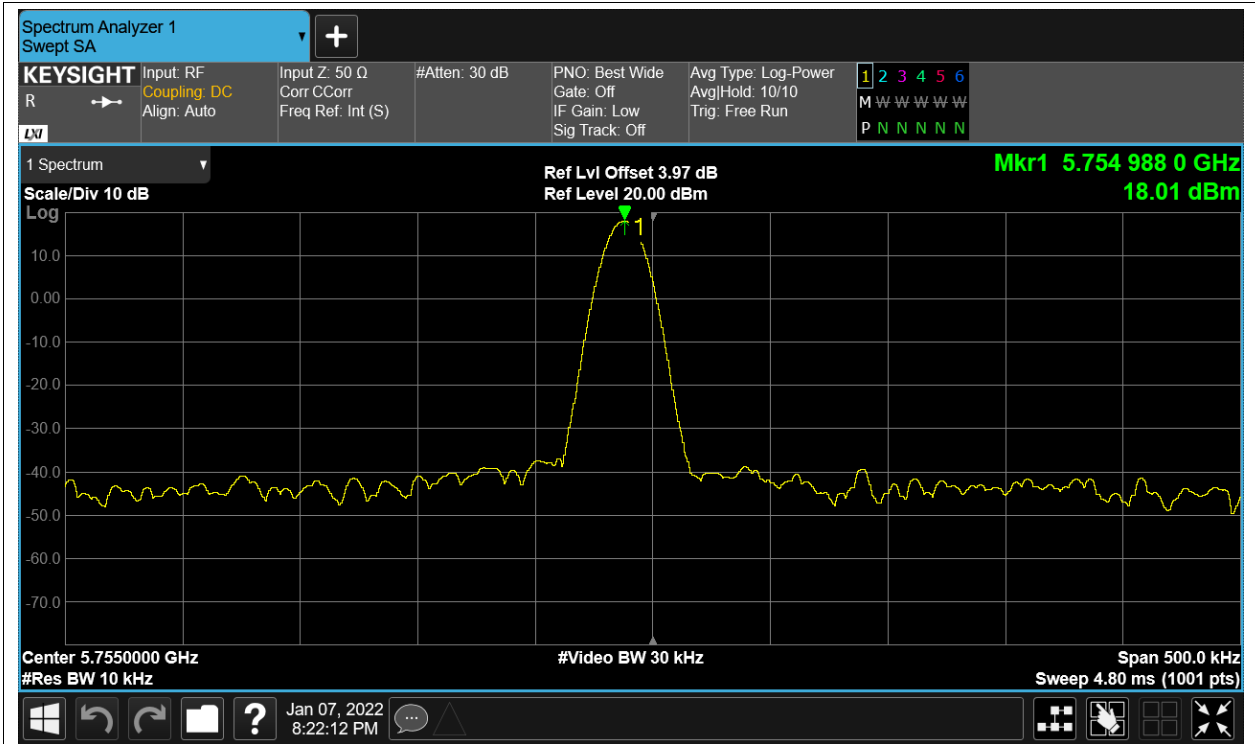 Spectrum Analyzer 1
Swept SA
+
KEYSIGHT
R
LXI
Input: RF
Coupling: DC
Align: Auto
Input Z: 50 Ω
Corr CCorr
Freq Ref: Int (S)
#Atten: 30 dB
PNO: Best Wide
Gate: Off
IF Gain: Low
Sig Track: Off
Avg Type: Log-Power
Avg|Hold: 10/10
Trig: Free Run
1 2 3 4 5 6
M W W W W W
P N N N N N
1 Spectrum
Scale/Div 10 dB
Log
Ref Lvl Offset 3.97 dB
Ref Level 20.00 dBm
Mkr1 5.754 988 0 GHz
18.01 dBm
1
10.0
0.00
-10.0
-20.0
-30.0
-40.0
-50.0
-60.0
-70.0
Center 5.7550000 GHz
#Res BW 10 kHz
#Video BW 30 kHz
Span 500.0 kHz
Sweep 4.80 ms (1001 pts)
?
Jan 07, 2022
8:22:12 PM